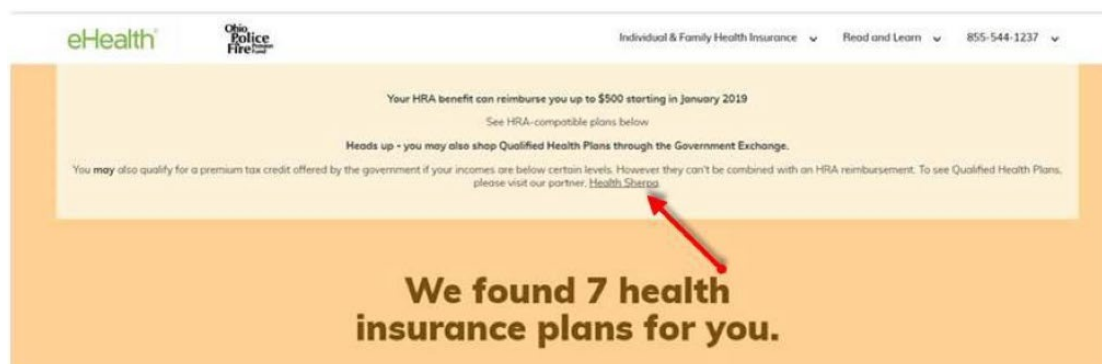 eHealth
Ohio
Police
Fire Pension
Fund
Individual & Family Health Insurance
Read and Learn
855-544-1237
Your HRA benefit can reimburse you up to $500 starting in January 2019
See HRA-compatible plans below
Heads up - you may also shop Qualified Health Plans through the Government Exchange.
You may also qualify for a premium tax credit offered by the government if your incomes are below certain levels. However they can't be combined with an HRA reimbursement. To see Qualified Health Plans,
please visit our partner, Health Sherpa
We found 7 health
insurance plans for you.